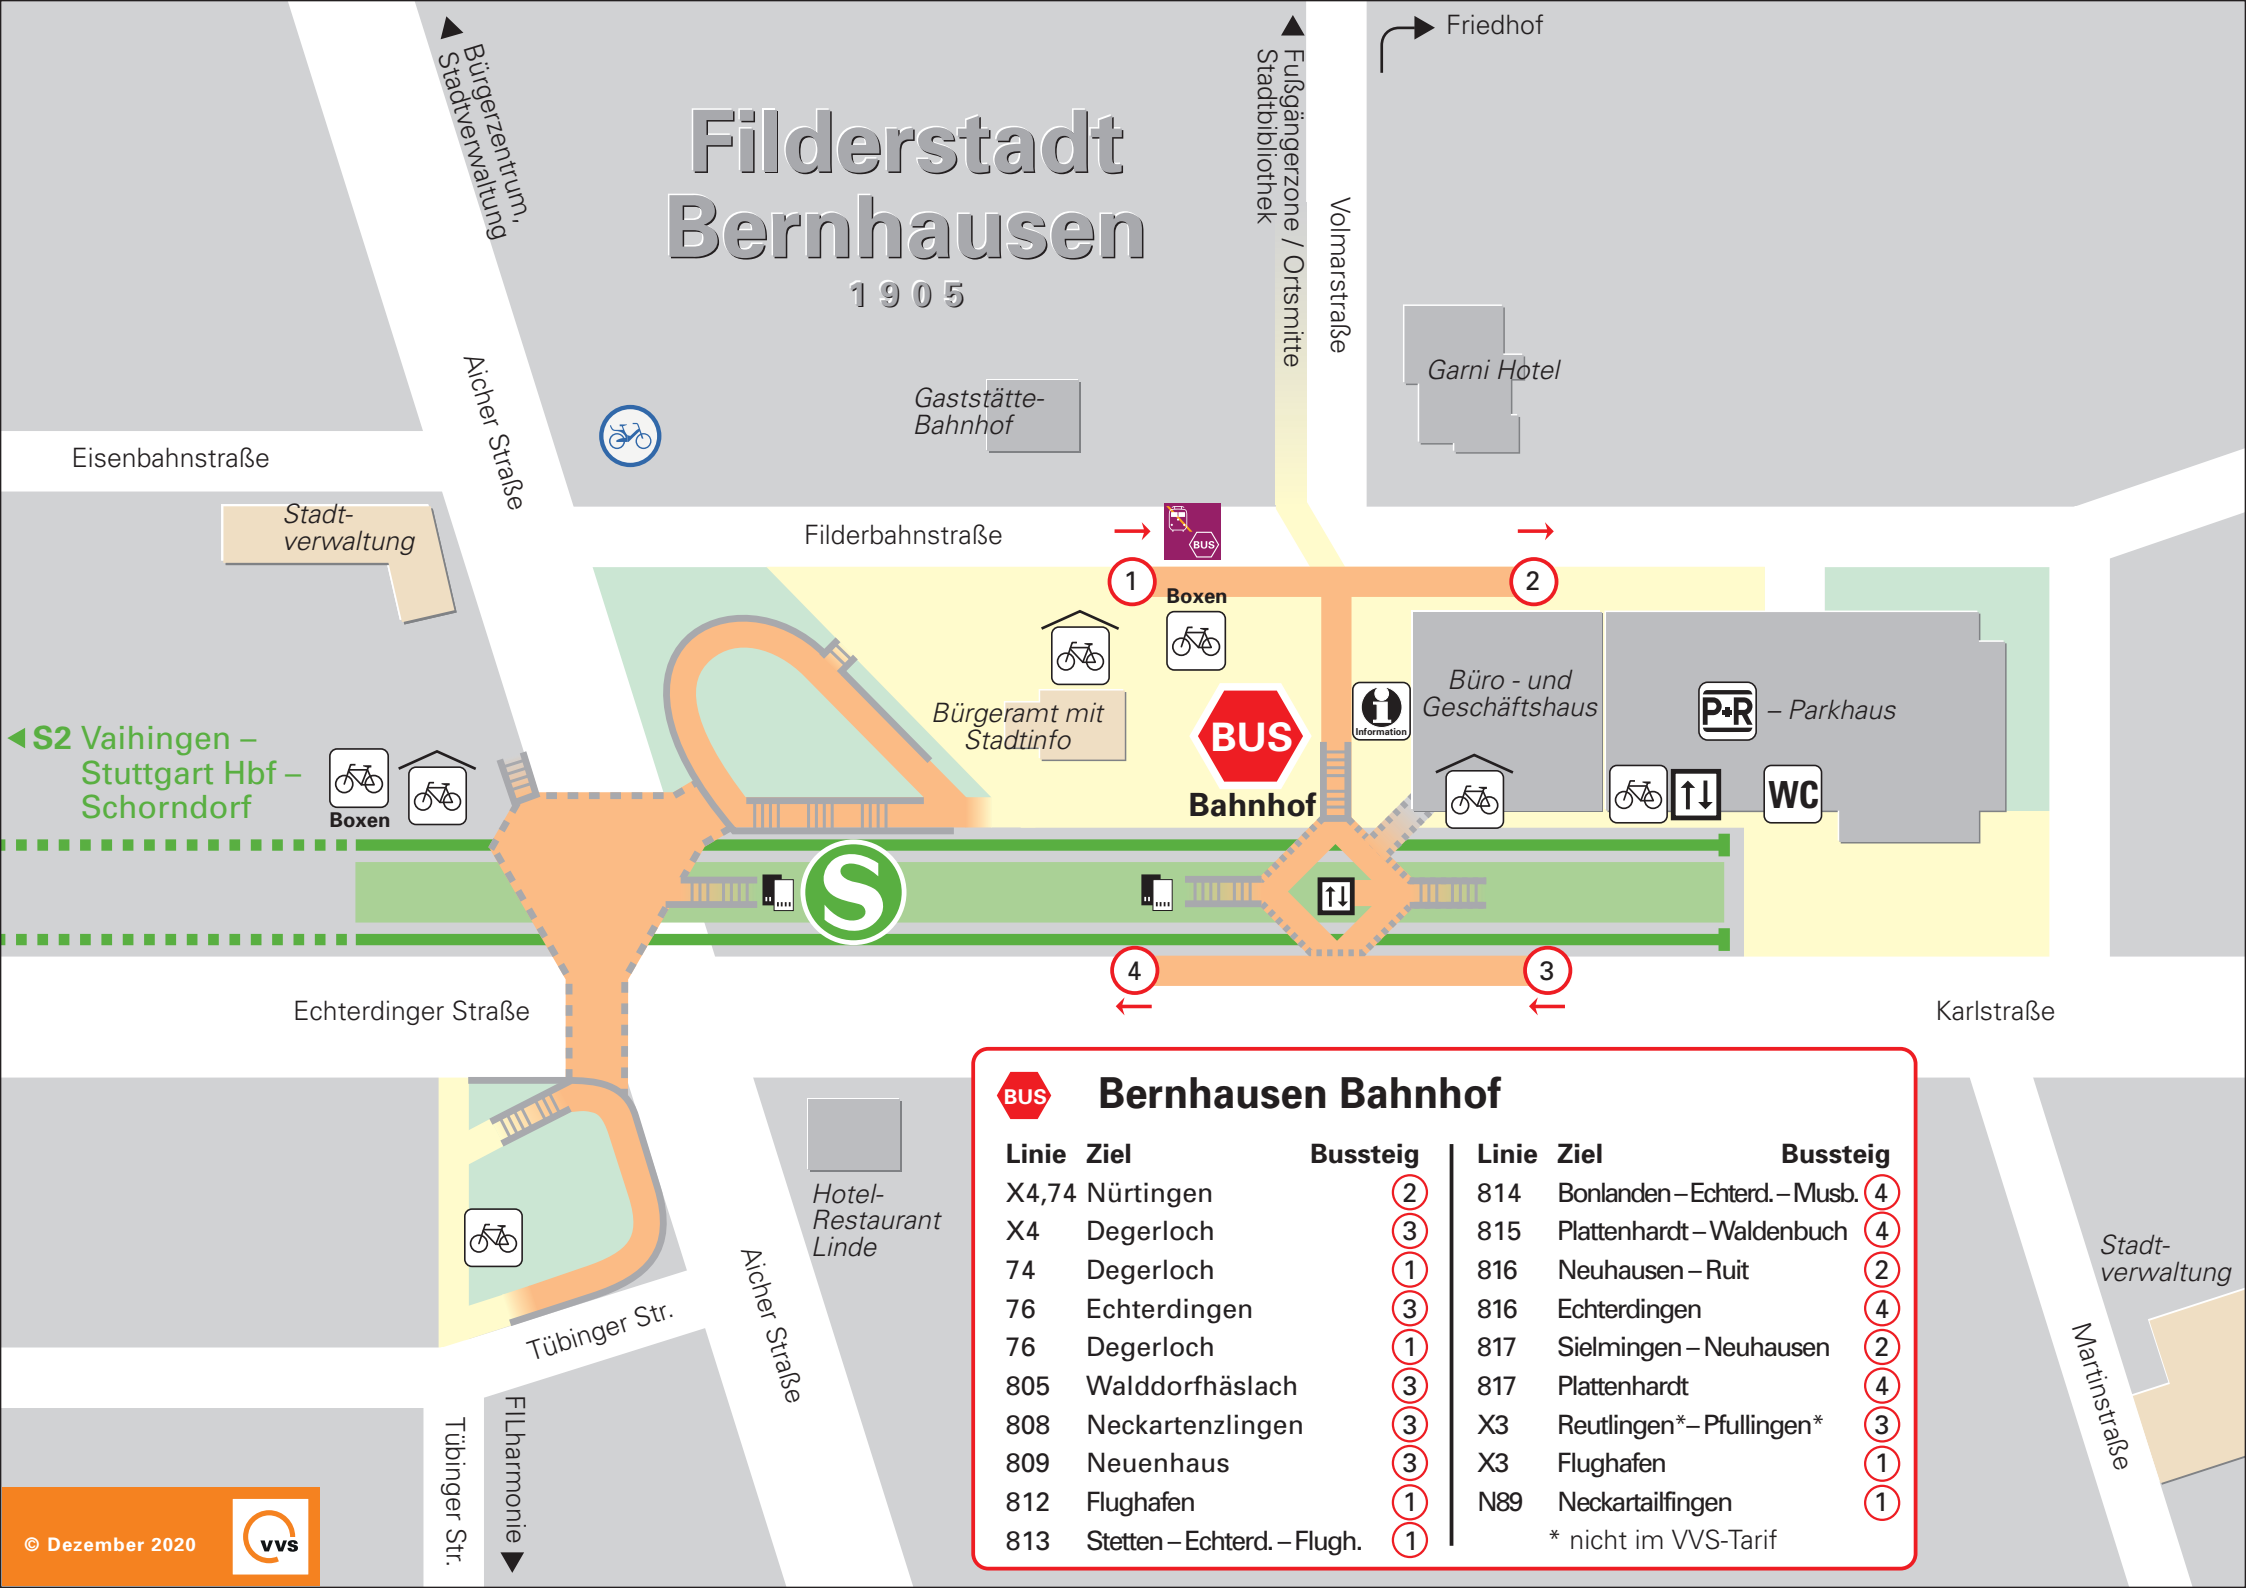 Bürgerzentrum,
Stadtverwaltung
Fußgängerzone / Ortsmitte
Stadtbibliothek
Friedhof
Filderstadt
Bernhausen
1905
Volmarstraße
Aicher Straße
Gaststätte-
Bahnhof
Garni Hotel
Eisenbahnstraße
Stadt-
verwaltung
Filderbahnstraße
BUS
1
2
Boxen
Bürgeramt mit
Stadtinfo
BUS
Bahnhof
i
Information
Büro - und
Geschäftshaus
P+R – Parkhaus
WC
S2 Vaihingen –
Stuttgart Hbf –
Schorndorf
Boxen
S
4
3
Echterdinger Straße
Karlstraße
Hotel-
Restaurant
Linde
Aicher Straße
Tübinger Str.
Tübinger Str.
FILharmonie
Stadt-
verwaltung
Martinstraße
BUS Bernhausen Bahnhof
Linie Ziel Bussteig
X4,74 Nürtingen 2
X4 Degerloch 3
74 Degerloch 1
76 Echterdingen 3
76 Degerloch 1
805 Walddorfhäslach 3
808 Neckartenzlingen 3
809 Neuenhaus 3
812 Flughafen 1
813 Stetten – Echterd. – Flugh. 1
Linie Ziel Bussteig
814 Bonlanden – Echterd. – Musb. 4
815 Plattenhardt – Waldenbuch 4
816 Neuhausen – Ruit 2
816 Echterdingen 4
817 Sielmingen – Neuhausen 2
817 Plattenhardt 4
X3 Reutlingen* – Pfullingen* 3
X3 Flughafen 1
N89 Neckartailfingen 1
* nicht im VVS-Tarif
© Dezember 2020
vvs